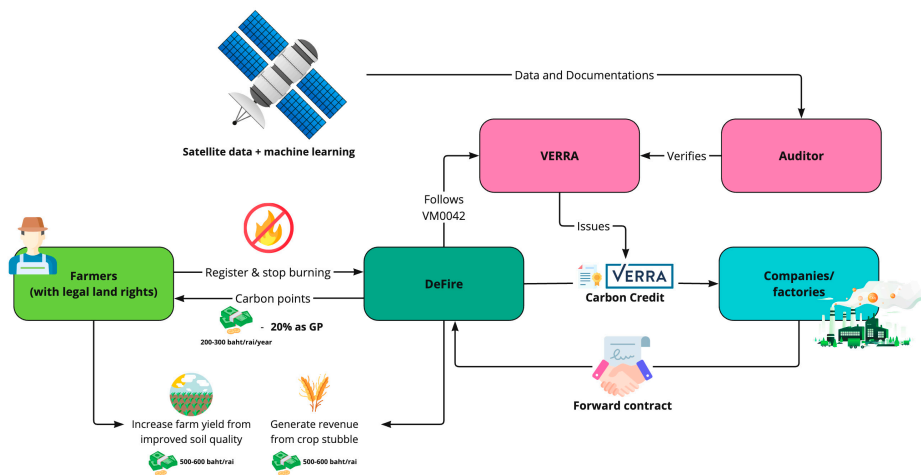 Data and Documentations
Satellite data + machine learning
VERRA
Verifies
Auditor
Follows
VM0042
Issues
Farmers
(with legal land rights)
Register & stop burning
Carbon points
- 20% as GP
200-300 baht/rai/year
DeFire
VERRA
Carbon Credit
Companies/
factories
Forward contract
Increase farm yield from
improved soil quality
500-600 baht/rai
Generate revenue
from crop stubble
500-600 baht/rai